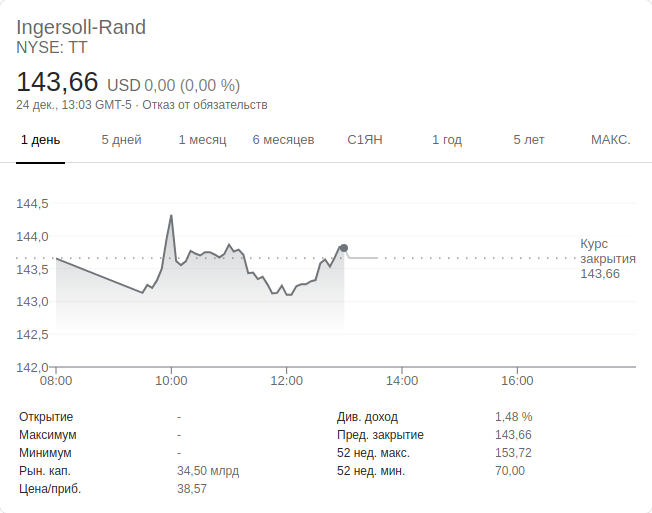 Ingersoll-Rand
NYSE: TT
143,66 USD 0,00 (0,00 %)
24 дек., 13:03 GMT-5 · Отказ от обязательств
1 день 5 дней 1 месяц 6 месяцев С1ЯН 1 год 5 лет МАКС.
144,5
144,0
Курс
закрытия
143,66
143,5
143,0
142,5
142,0
08:00 10:00 12:00 14:00 16:00
Открытие - Див. доход 1,48 %
Максимум - Пред. закрытие 143,66
Минимум - 52 нед. макс. 153,72
Рын. кап. 34,50 млрд 52 нед. мин. 70,00
Цена/приб. 38,57